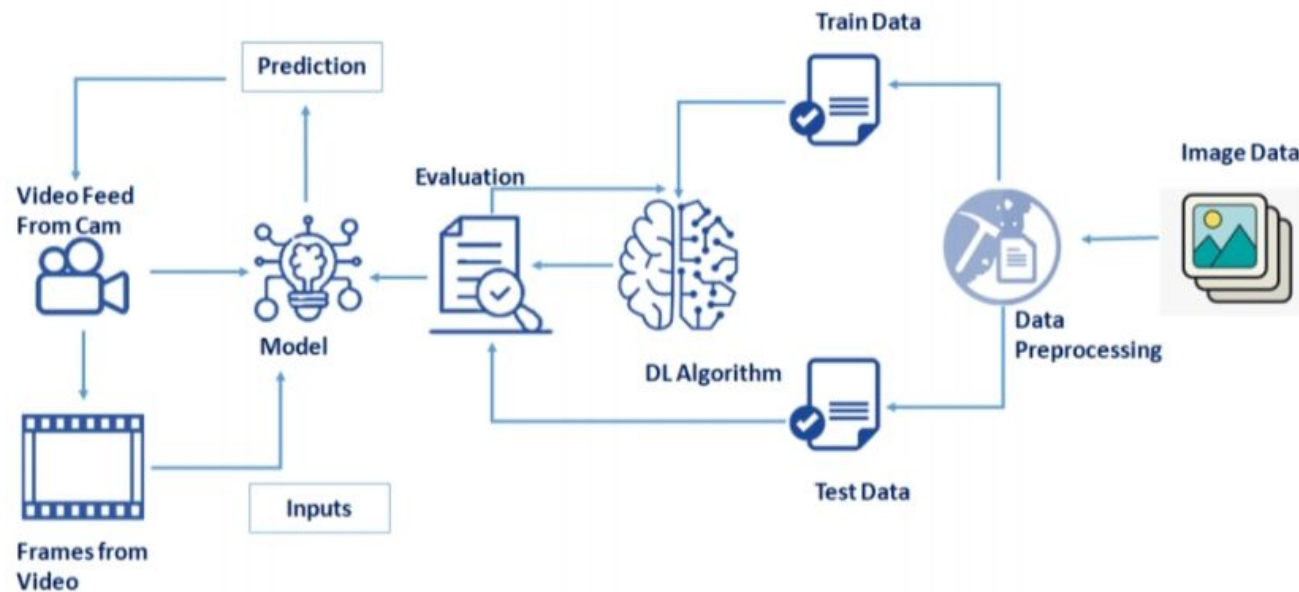 Train Data
Prediction
Image Data
Evaluation
Video Feed
From Cam
Data
Preprocessing
Model
DL Algorithm
Test Data
Inputs
Frames from
Video